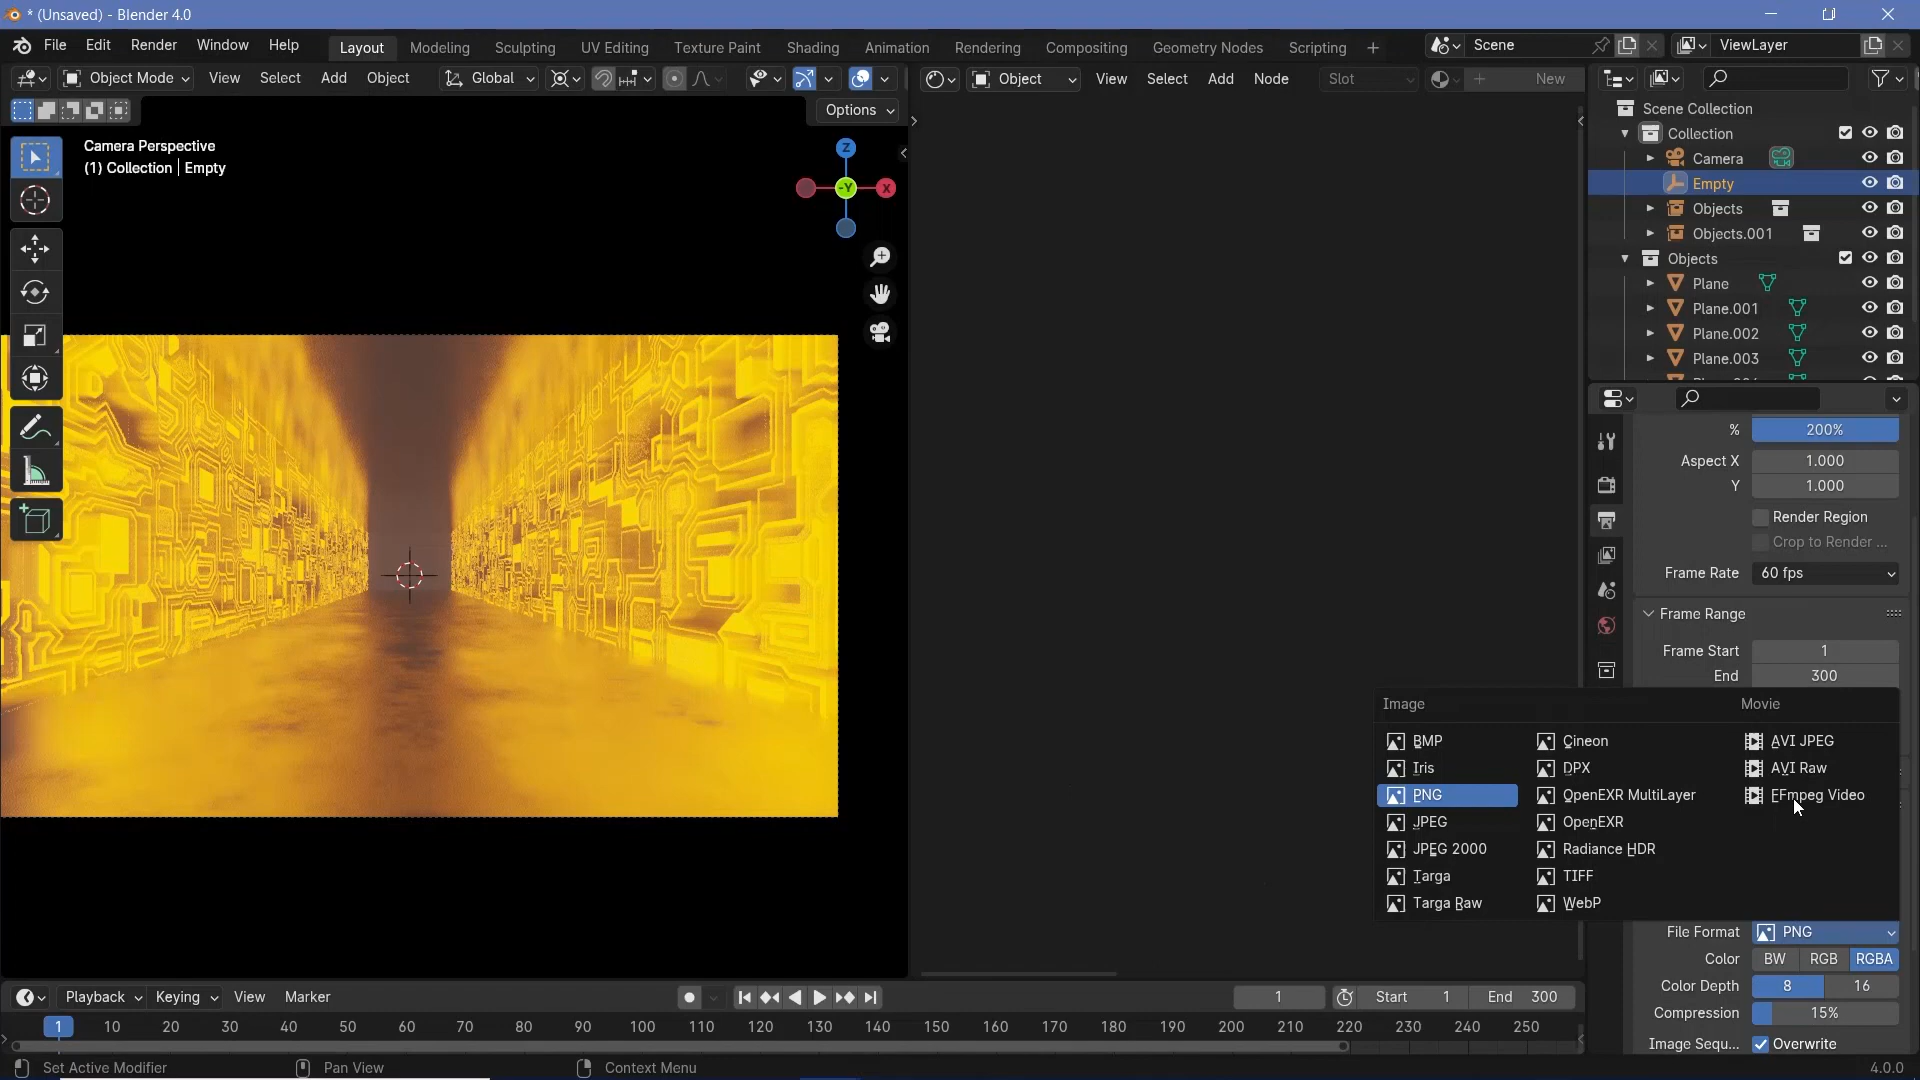 * (Unsaved) - Blender 4.0
File Edit Render Window Help Layout Modeling Sculpting UV Editing Texture Paint Shading Animation Rendering Compositing Geometry Nodes Scripting + Scene ViewLayer
Object Mode View Select Add Object Global Object View Select Add Node Slot New
Options
Camera Perspective
(1) Collection | Empty
Z
-Y
X
Scene Collection
Collection
Camera
Empty
Objects
Objects.001
Objects
Plane
Plane.001
Plane.002
Plane.003
% 200%
Aspect X 1.000
Y 1.000
Render Region
Crop to Render ...
Frame Rate 60 fps
Frame Range
Frame Start 1
End 300
Image Movie
BMP Cineon AVI JPEG
Iris DPX AVI Raw
PNG OpenEXR MultiLayer FFmpeg Video
JPEG OpenEXR
JPEG 2000 Radiance HDR
Targa TIFF
Targa Raw WebP
File Format PNG
Color BW RGB RGBA
Color Depth 8 16
Compression 15%
Image Sequ... Overwrite
Playback Keying View Marker 1 Start 1 End 300
1 10 20 30 40 50 60 70 80 90 100 110 120 130 140 150 160 170 180 190 200 210 220 230 240 250
Set Active Modifier Pan View Context Menu 4.0.0